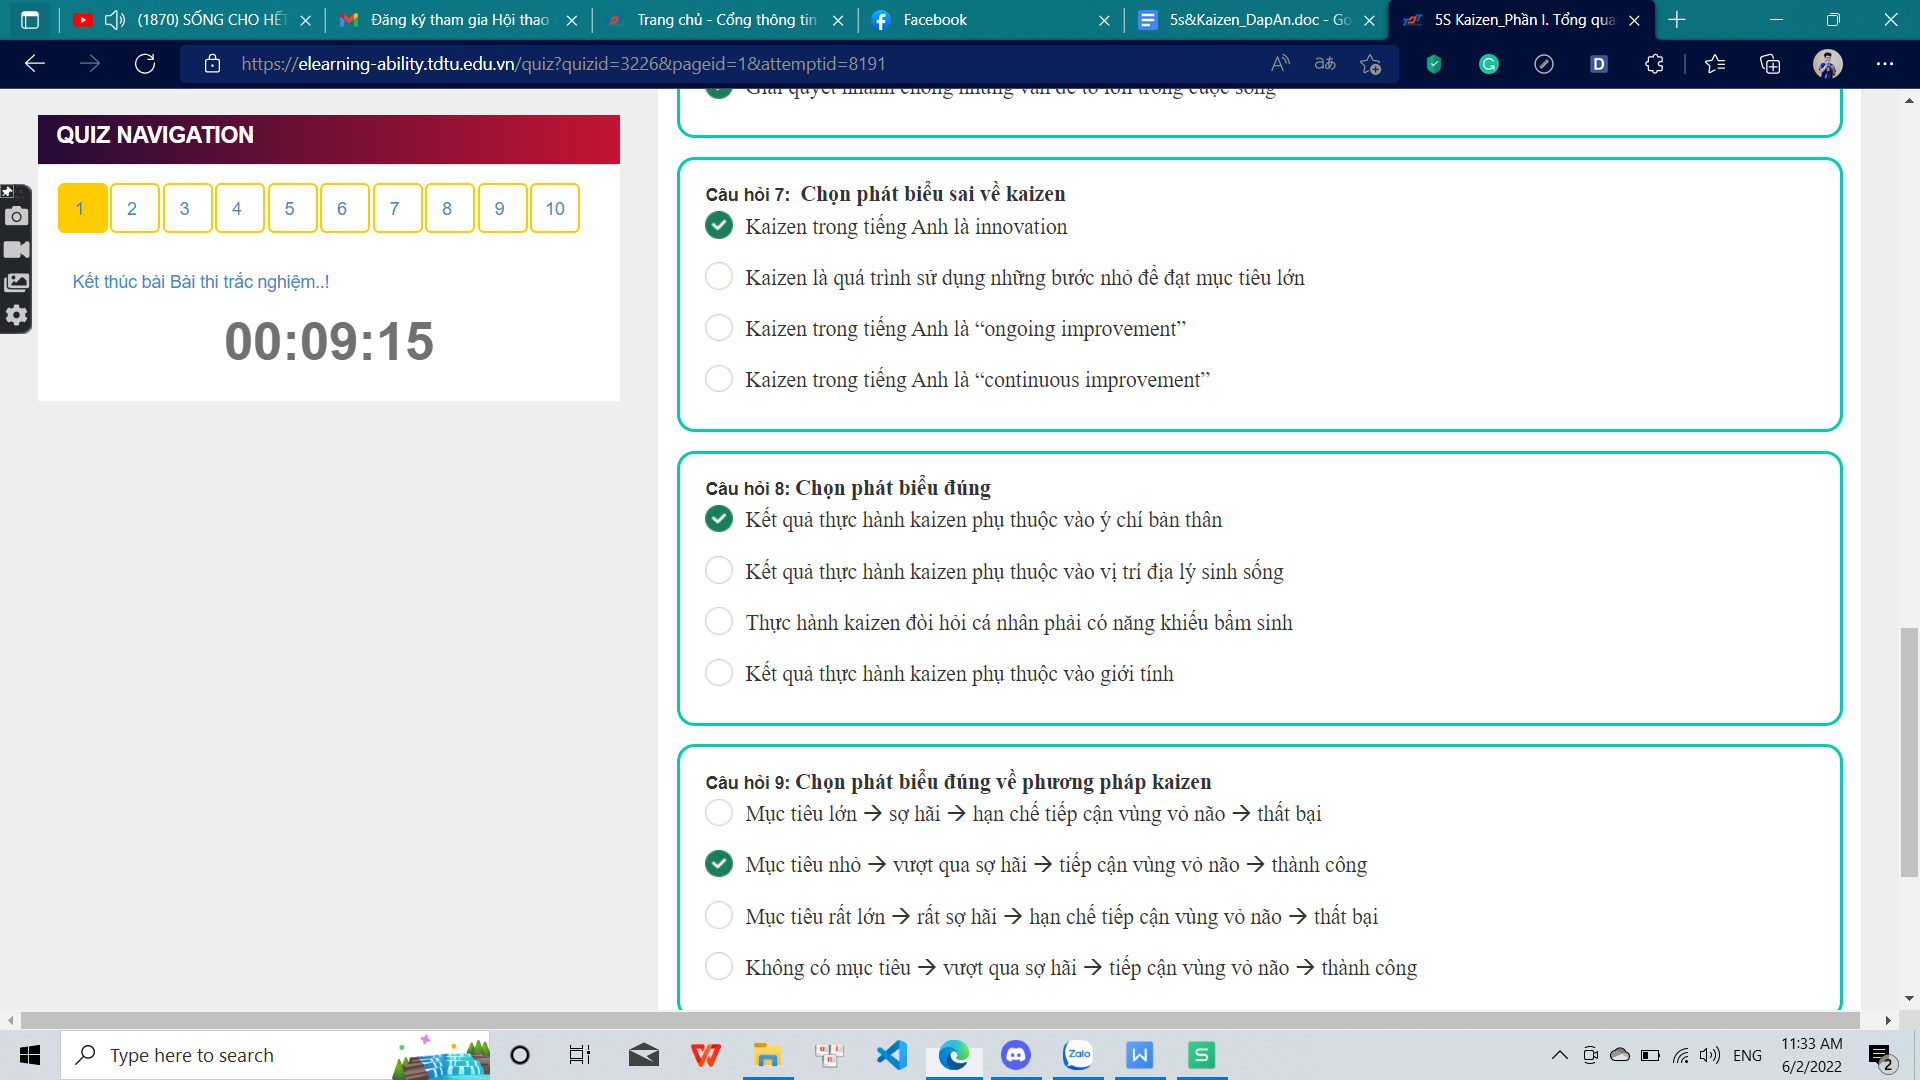 (1870) SỐNG CHO HẾT
Đăng ký tham gia Hội thao
Trang chủ - Cổng thông tin
Facebook
5s&Kaizen_DapAn.doc - Go
5S Kaizen_Phần I. Tổng qua
https://elearning-ability.tdtu.edu.vn/quiz?quizid=3226&pageid=1&attemptid=8191
Giải quyết nhanh chóng những vấn đề to lớn trong cuộc sống
QUIZ NAVIGATION
1 2 3 4 5 6 7 8 9 10
Kết thúc bài Bài thi trắc nghiệm..!
00:09:15
Câu hỏi 7: Chọn phát biểu sai về kaizen
Kaizen trong tiếng Anh là innovation
Kaizen là quá trình sử dụng những bước nhỏ để đạt mục tiêu lớn
Kaizen trong tiếng Anh là “ongoing improvement”
Kaizen trong tiếng Anh là “continuous improvement”
Câu hỏi 8: Chọn phát biểu đúng
Kết quả thực hành kaizen phụ thuộc vào ý chí bản thân
Kết quả thực hành kaizen phụ thuộc vào vị trí địa lý sinh sống
Thực hành kaizen đòi hỏi cá nhân phải có năng khiếu bẩm sinh
Kết quả thực hành kaizen phụ thuộc vào giới tính
Câu hỏi 9: Chọn phát biểu đúng về phương pháp kaizen
Mục tiêu lớn → sợ hãi → hạn chế tiếp cận vùng vỏ não → thất bại
Mục tiêu nhỏ → vượt qua sợ hãi → tiếp cận vùng vỏ não → thành công
Mục tiêu rất lớn → rất sợ hãi → hạn chế tiếp cận vùng vỏ não → thất bại
Không có mục tiêu → vượt qua sợ hãi → tiếp cận vùng vỏ não → thành công
Type here to search
Zalo
ENG
11:33 AM
6/2/2022
2